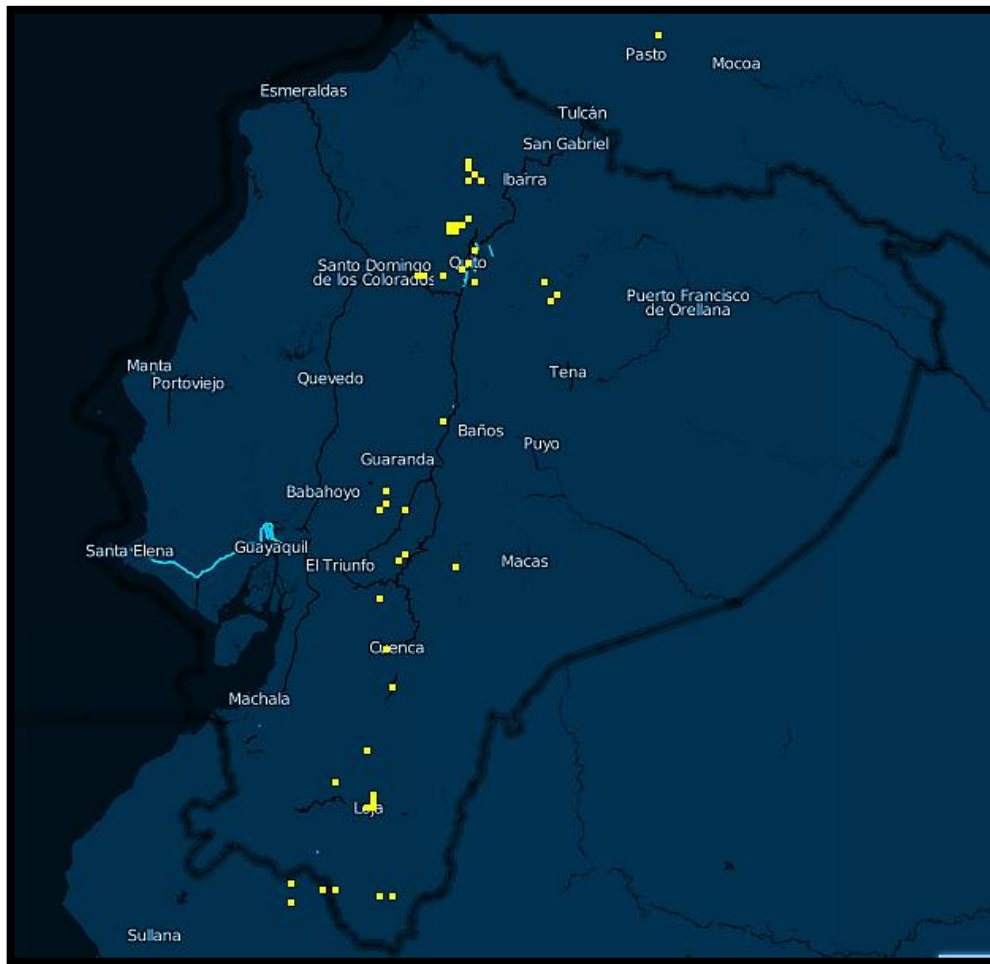 Pasto
Mocoa
Esmeraldas
Tulcán
San Gabriel
Ibarra
Quito
Santo Domingo
de los Colorados
Puerto Francisco
de Orellana
Manta
Portoviejo
Quevedo
Tena
Baños
Puyo
Guaranda
Babahoyo
Santa Elena
Guayaquil
El Triunfo
Macas
Cuenca
Machala
Loja
Sullana